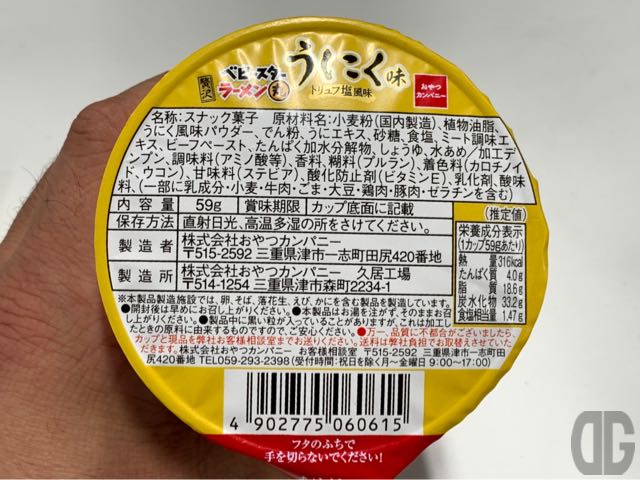 贅沢 ベビースターラーメン丸 うにく味
トリュフ塩風味
おやつカンパニー
名称:スナック菓子 原材料名:小麦粉(国内製造)、植物油脂、
うにく風味パウダー、でん粉、うにエキス、砂糖、食塩、ミート調味エ
キス、ビーフペースト、たんぱく加水分解物、しょうゆ、水あめ/加工デ
ンプン、調味料(アミノ酸等)、香料、糊料(プルラン)、着色料(カロチノイ
ド、ウコン)、甘味料(ステビア)、酸化防止剤(ビタミンE)、乳化剤、酸味
料、(一部に乳成分・小麦・牛肉・ごま・大豆・鶏肉・豚肉・ゼラチンを含む)
内容量 59g 賞味期限 カップ底面に記載
保存方法 直射日光、高温多湿の所をさけてください。
製造者 株式会社おやつカンパニー
〒515-2592 三重県津市一志町田尻420番地
製造所 株式会社おやつカンパニー 久居工場
〒514-1254 三重県津市森町2234-1
(推定値)
栄養成分表示
(1カップ59gあたり)
熱量 316kcal
たんぱく質 4.0g
脂質 18.6g
炭水化物 33.2g
食塩相当量 1.47g
※本製品製造施設では、卵、そば、落花生、えび、かにを含む製品を製造しています。
●開封後は早めにお召し上がりください。●本製品はお湯を注がず、そのままお召
し上がりください。●製品中に黒い粒が入っていることがありますが、これは加工し
たときの原料に由来するものですので、ご安心ください。●万一、品質に不都合がございましたら、
カップと現品を弊社お客様相談室までお送りください。送料は弊社負担でお取替えさせていた
だきます。株式会社おやつカンパニー お客様相談室 〒515-2592 三重県津市一志町田
尻420番地 TEL059-293-2398(受付時間:祝日を除く月〜金曜日 9:00〜17:00)
4 902775 060615
フタのふちで
手を切らないでください!
DG